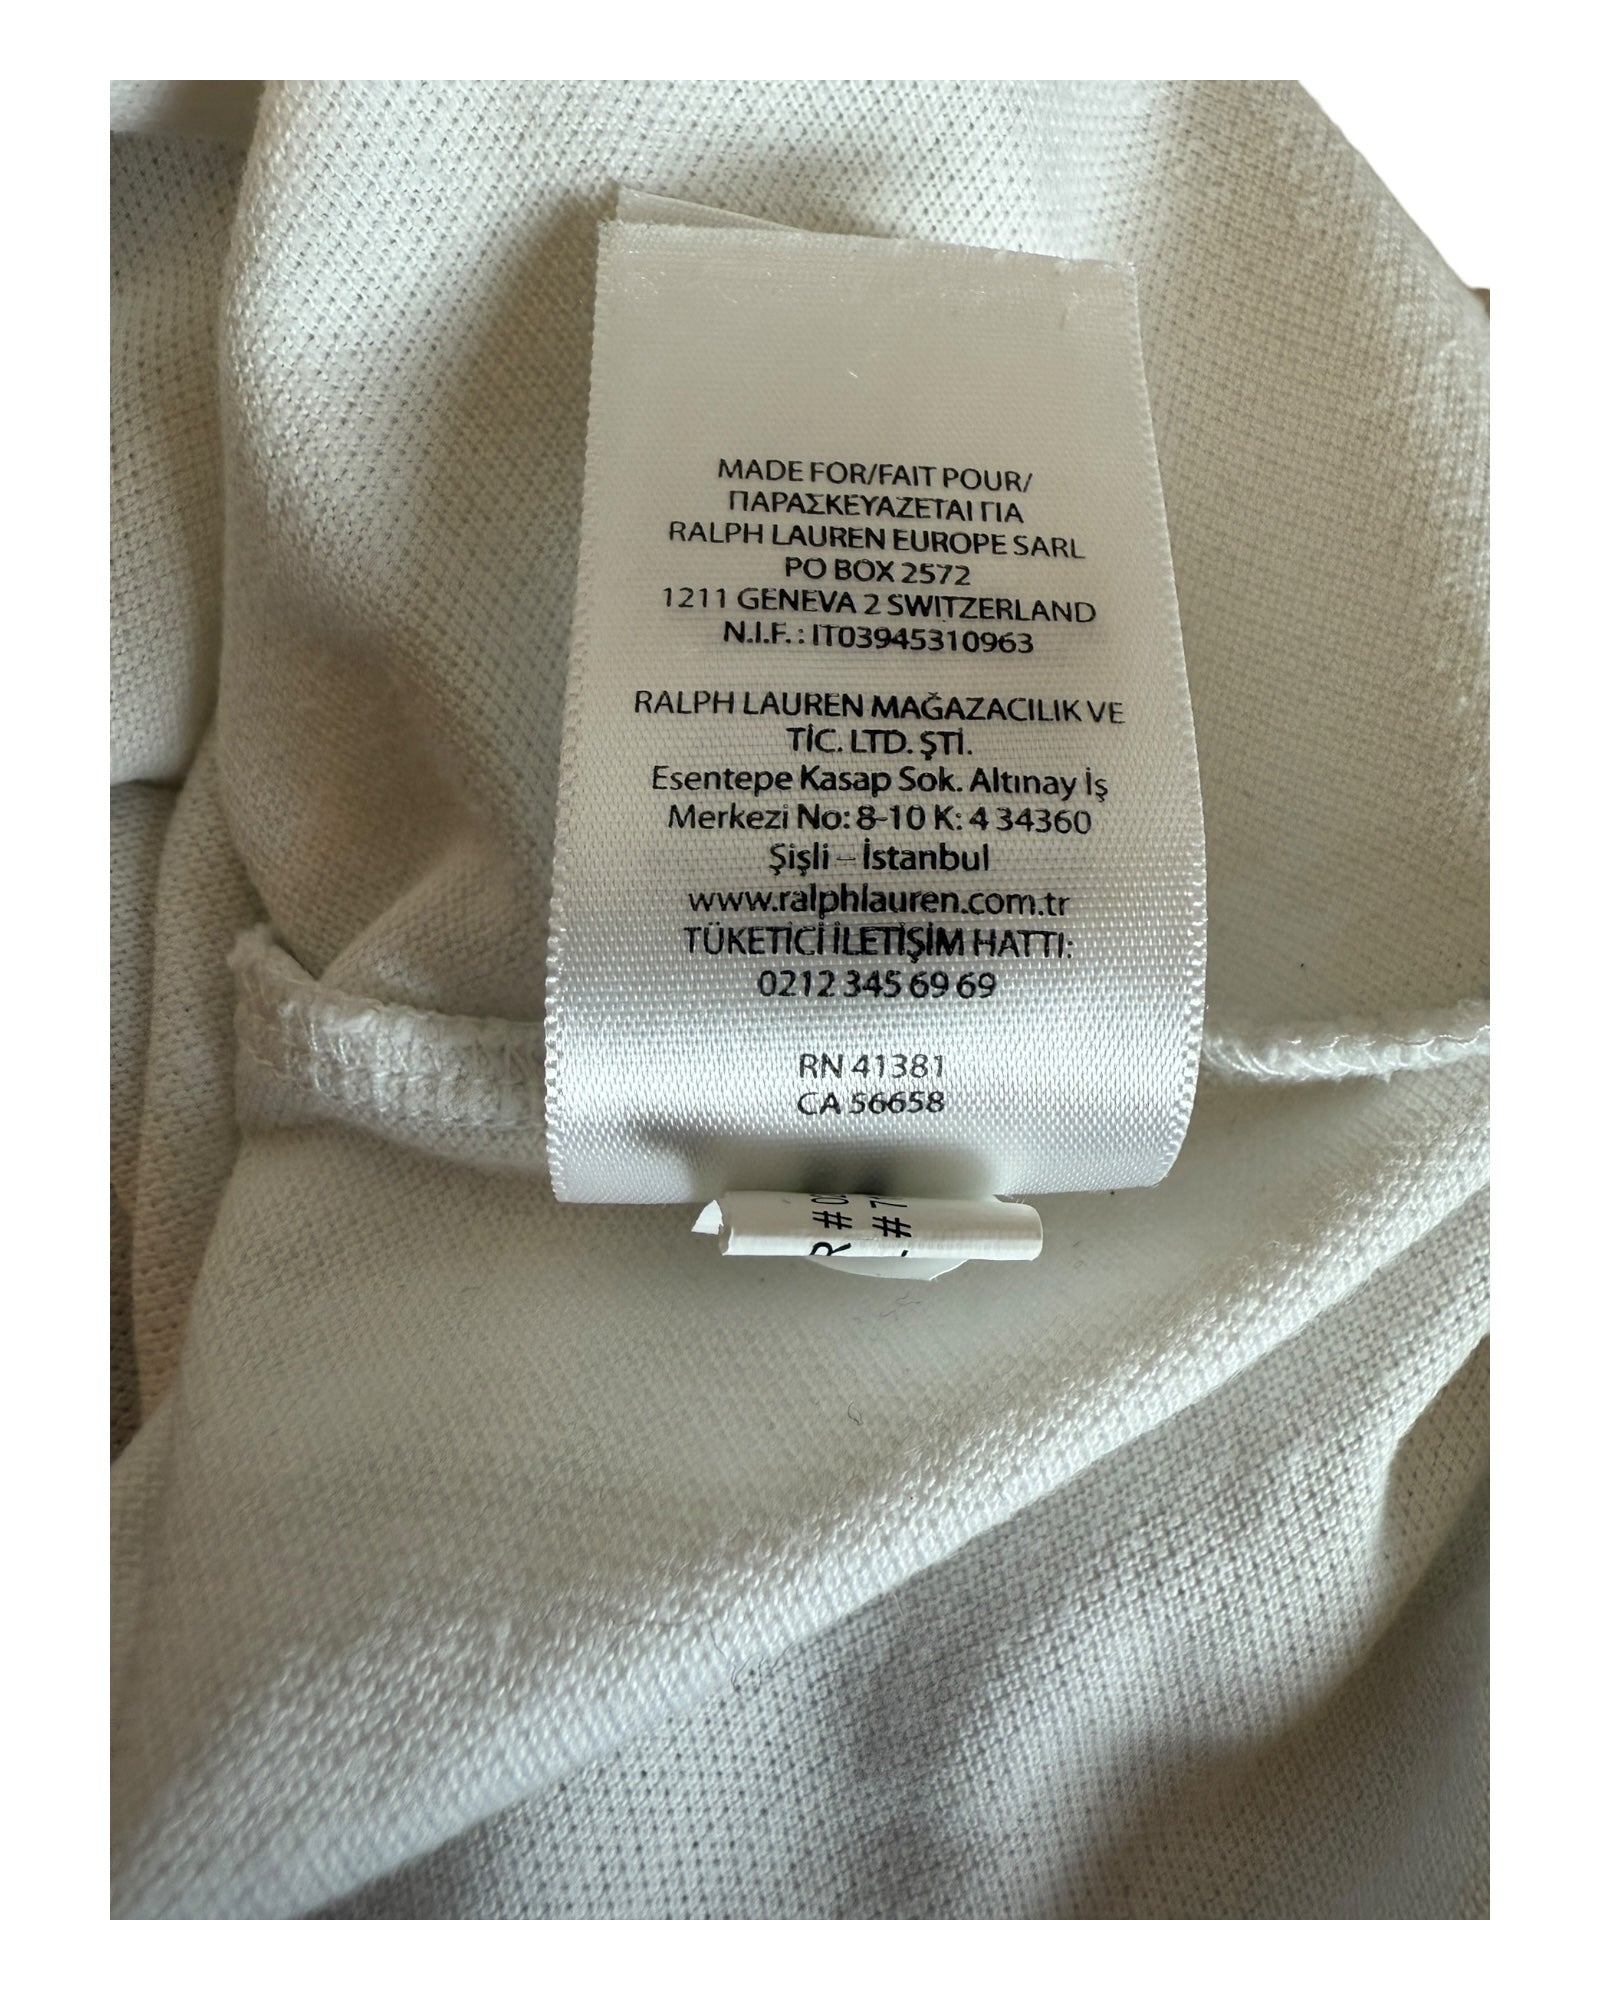 MADE FOR/FAIT POUR/
ΠΑΡΑΣΚΕΥΑΖΕΤΑΙ ΓΙΑ
RALPH LAUREN EUROPE SARL
PO BOX 2572
1211 GENEVA 2 SWITZERLAND
N.I.F.: IT03945310963
RALPH LAUREN MAĞAZACILIK VE
TİC. LTD. ŞTİ.
Esentepe Kasap Sok. Altınay İş
Merkezi No: 8-10 K: 4 34360
Şişli – İstanbul
www.ralphlauren.com.tr
TÜKETİCİ İLETİŞİM HATTI:
0212 345 69 69
RN 41381
CA 56658